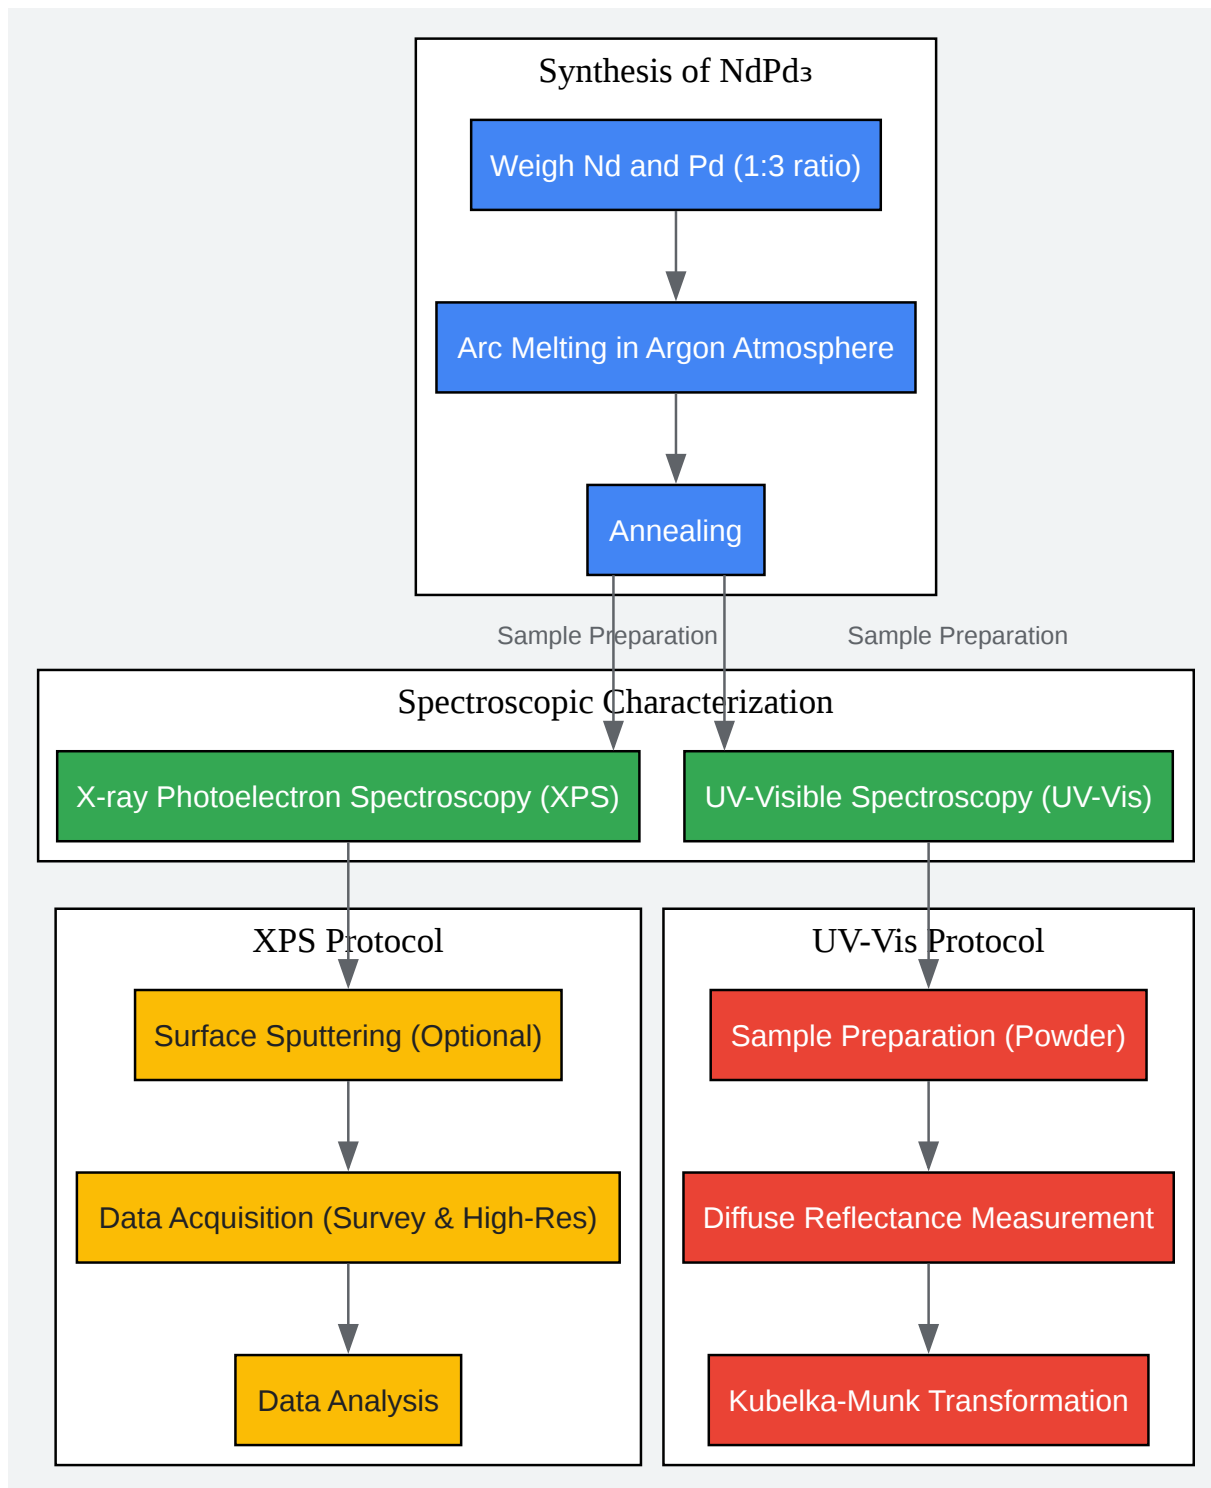 Synthesis of NdPd₃
Weigh Nd and Pd (1:3 ratio)
Arc Melting in Argon Atmosphere
Annealing
Sample Preparation
Sample Preparation
Spectroscopic Characterization
X-ray Photoelectron Spectroscopy (XPS)
UV-Visible Spectroscopy (UV-Vis)
XPS Protocol
Surface Sputtering (Optional)
Data Acquisition (Survey & High-Res)
Data Analysis
UV-Vis Protocol
Sample Preparation (Powder)
Diffuse Reflectance Measurement
Kubelka-Munk Transformation